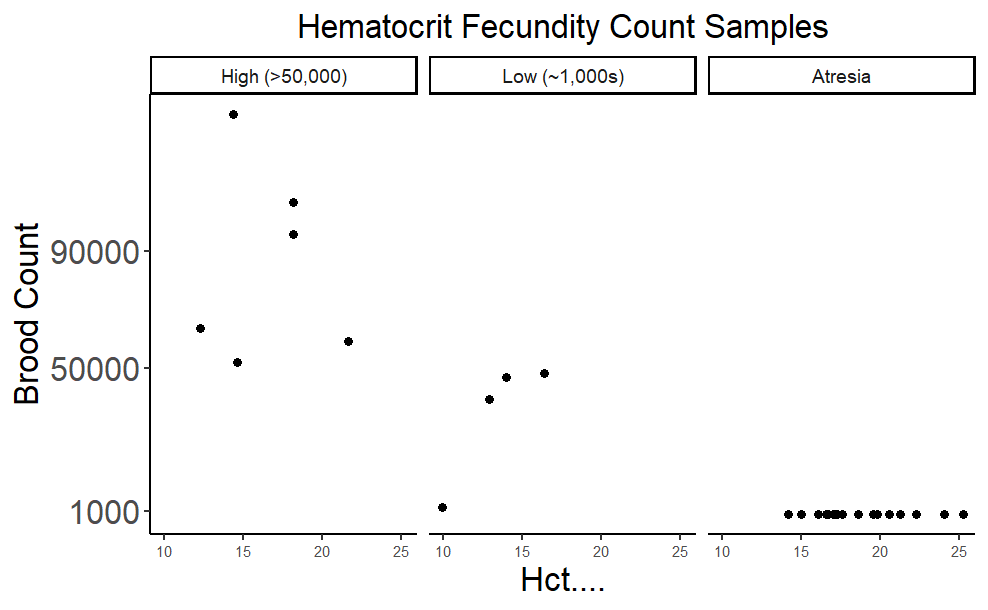 Hematocrit Fecundity Count Samples
High (>50,000) Low (~1,000s) Atresia
Brood Count
90000
50000
1000
10 15 20 25 10 15 20 25 10 15 20 25
Hct....